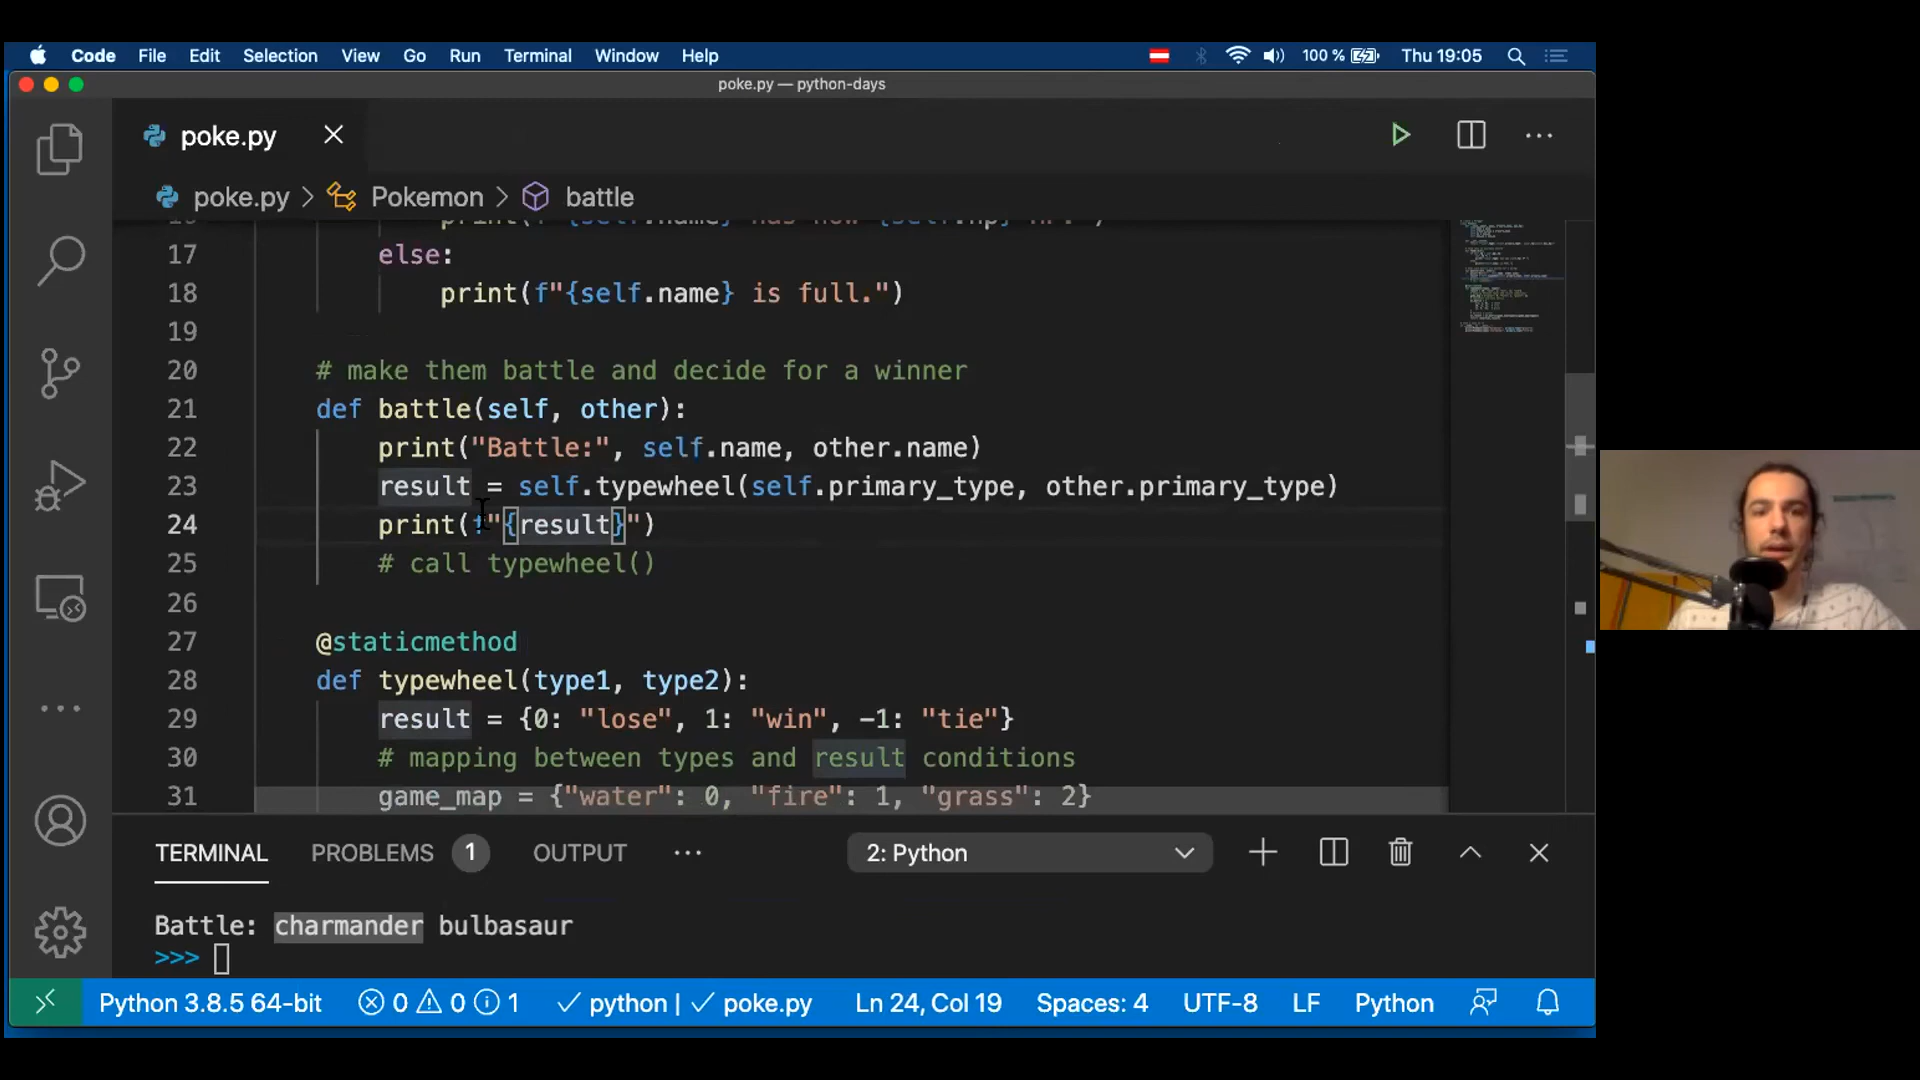 Code File Edit Selection View Go Run Terminal Window Help 100 % Thu 19:05
poke.py — python-days
poke.py
poke.py > Pokemon > battle
17 else:
18 print(f"{self.name} is full.")
19
20 # make them battle and decide for a winner
21 def battle(self, other):
22 print("Battle:", self.name, other.name)
23 result = self.typewheel(self.primary_type, other.primary_type)
24 print(f"{result}")
25 # call typewheel()
26
27 @staticmethod
28 def typewheel(type1, type2):
29 result = {0: "lose", 1: "win", -1: "tie"}
30 # mapping between types and result conditions
31 game_map = {"water": 0, "fire": 1, "grass": 2}
TERMINAL PROBLEMS 1 OUTPUT ··· 2: Python
Battle: charmander bulbasaur
>>>
Python 3.8.5 64-bit 0 0 1 python | poke.py Ln 24, Col 19 Spaces: 4 UTF-8 LF Python